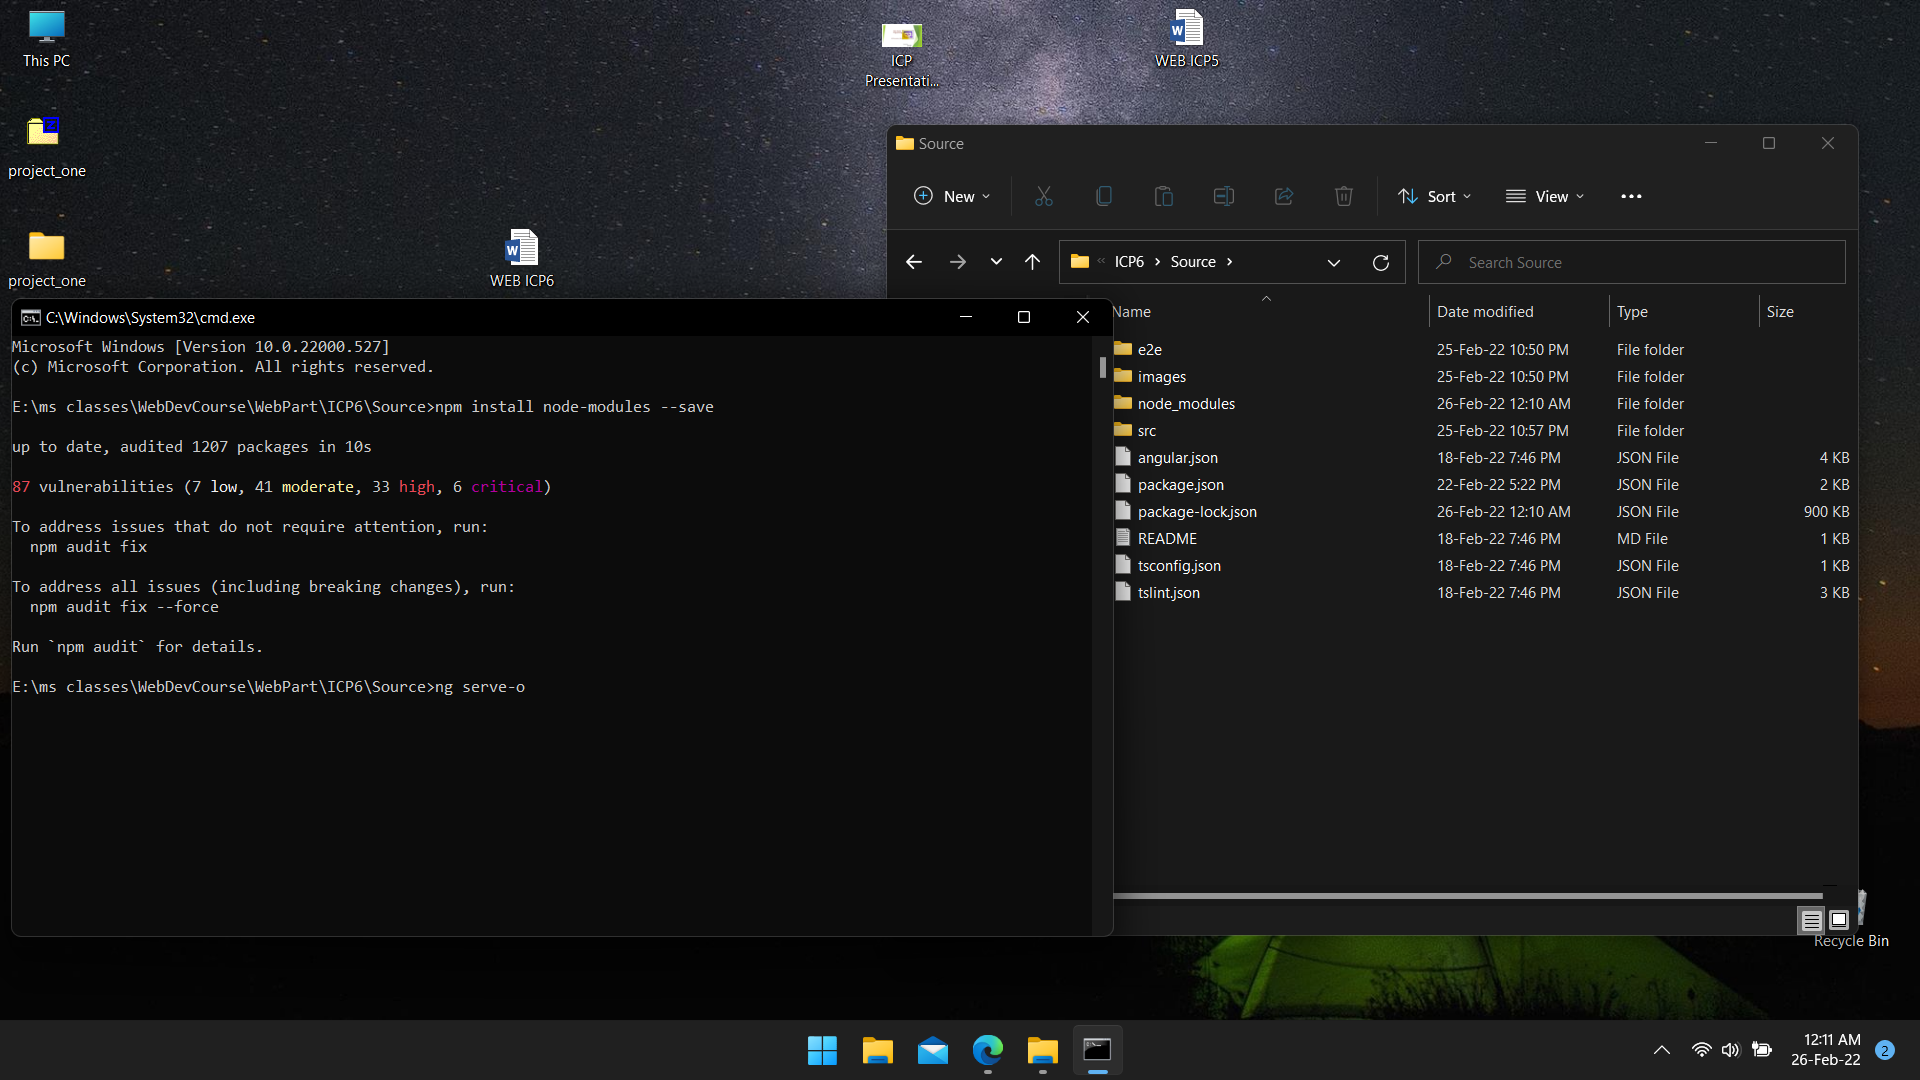 This PC
project_one
project_one
WEB ICP6
ICP
Presentati...
WEB ICP5
Source
New
Sort
View
ICP6
Source
Search Source
Name
Date modified
Type
Size
e2e
25-Feb-22 10:50 PM
File folder
images
25-Feb-22 10:50 PM
File folder
node_modules
26-Feb-22 12:10 AM
File folder
src
25-Feb-22 10:57 PM
File folder
angular.json
18-Feb-22 7:46 PM
JSON File
4 KB
package.json
22-Feb-22 5:22 PM
JSON File
2 KB
package-lock.json
26-Feb-22 12:10 AM
JSON File
900 KB
README
18-Feb-22 7:46 PM
MD File
1 KB
tsconfig.json
18-Feb-22 7:46 PM
JSON File
1 KB
tslint.json
18-Feb-22 7:46 PM
JSON File
3 KB
C:\Windows\System32\cmd.exe
Microsoft Windows [Version 10.0.22000.527]
(c) Microsoft Corporation. All rights reserved.
E:\ms classes\WebDevCourse\WebPart\ICP6\Source>npm install node-modules --save
up to date, audited 1207 packages in 10s
87 vulnerabilities (7 low, 41 moderate, 33 high, 6 critical)
To address issues that do not require attention, run:
npm audit fix
To address all issues (including breaking changes), run:
npm audit fix --force
Run `npm audit` for details.
E:\ms classes\WebDevCourse\WebPart\ICP6\Source>ng serve-o
Recycle Bin
12:11 AM
26-Feb-22
2